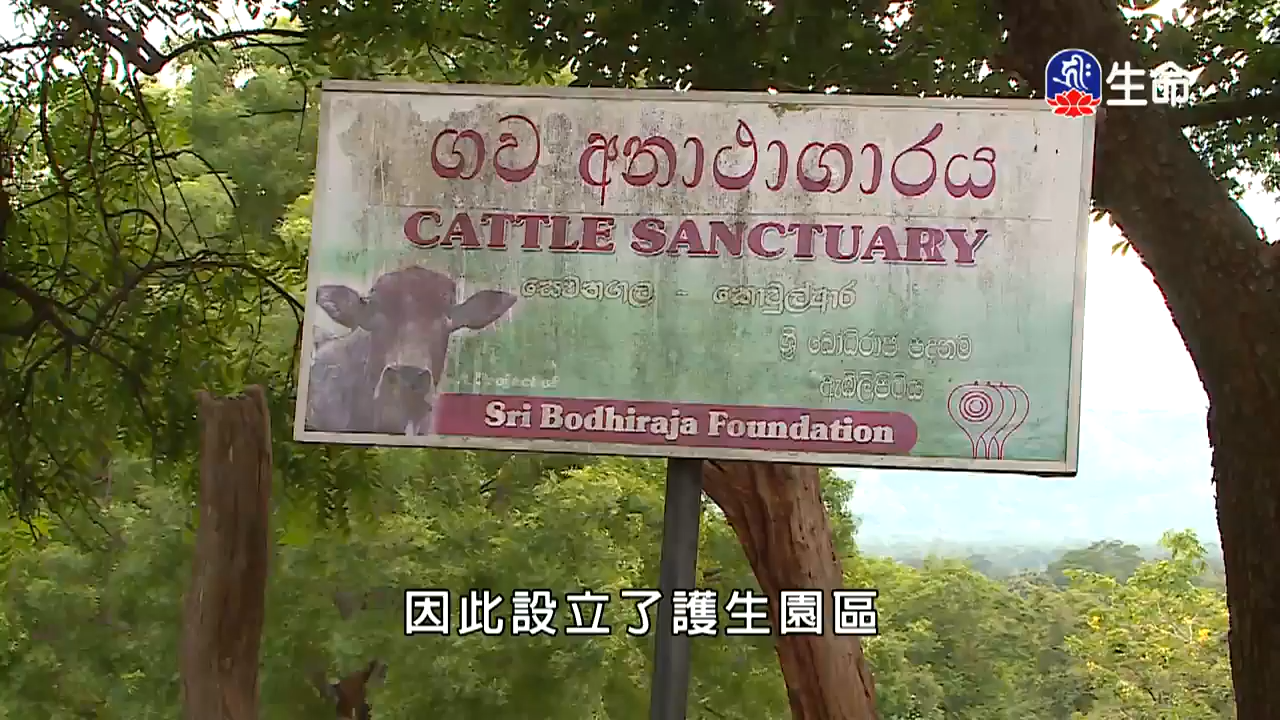 生命
ගව අනාථාගාරය
CATTLE SANCTUARY
සෙවනගල - කොවුල්ආර
ශ්‍රී බෝධිරාජ පදනම
ඇඹිලිපිටිය
Sri Bodhiraja Foundation
因此設立了護生園區